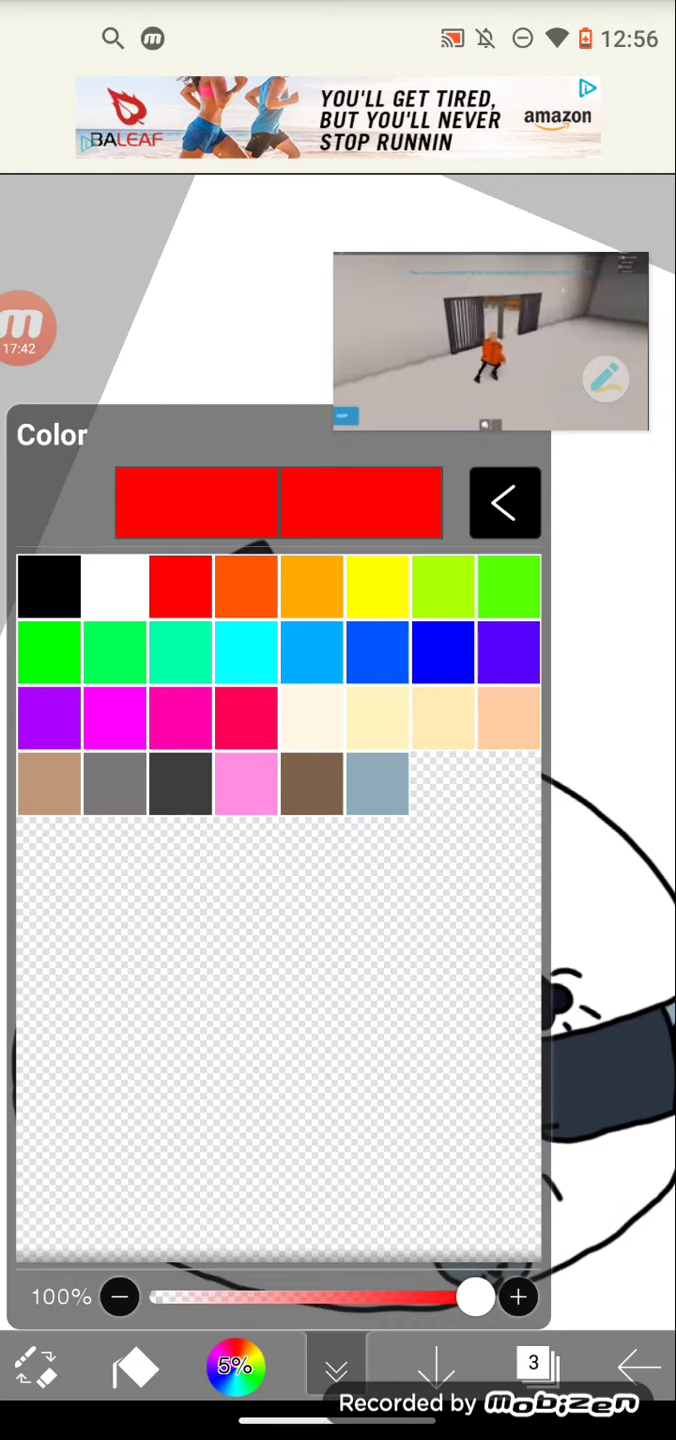 12:56
BALEAF
YOU'LL GET TIRED,
BUT YOU'LL NEVER
STOP RUNNIN
amazon
m
17:42
SHOP
Color
100%
5%
3
Recorded by mobizen